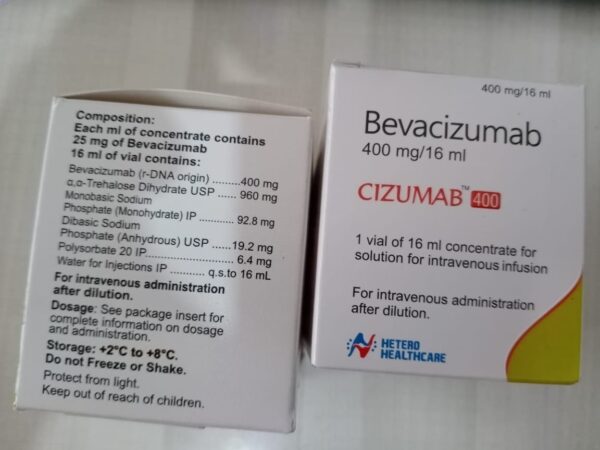 Composition:
Each ml of concentrate contains
25 mg of Bevacizumab
16 ml of vial contains:
Bevacizumab (r-DNA origin) ..........400 mg
α,α-Trehalose Dihydrate USP ...... 960 mg
Monobasic Sodium
Phosphate (Monohydrate) IP ............ 92.8 mg
Dibasic Sodium
Phosphate (Anhydrous) USP ......19.2 mg
Polysorbate 20 IP........................ 6.4 mg
Water for Injections IP .......... q.s.to 16 mL
For intravenous administration
after dilution.
Dosage: See package insert for
complete information on dosage
and administration.
Storage: +2°C to +8°C.
Do not Freeze or Shake.
Protect from light.
Keep out of reach of children.
400 mg/16 ml
Bevacizumab
400 mg/16 ml
CIZUMAB™ 400
1 vial of 16 ml concentrate for
solution for intravenous infusion
For intravenous administration
after dilution.
HETERO
HEALTHCARE